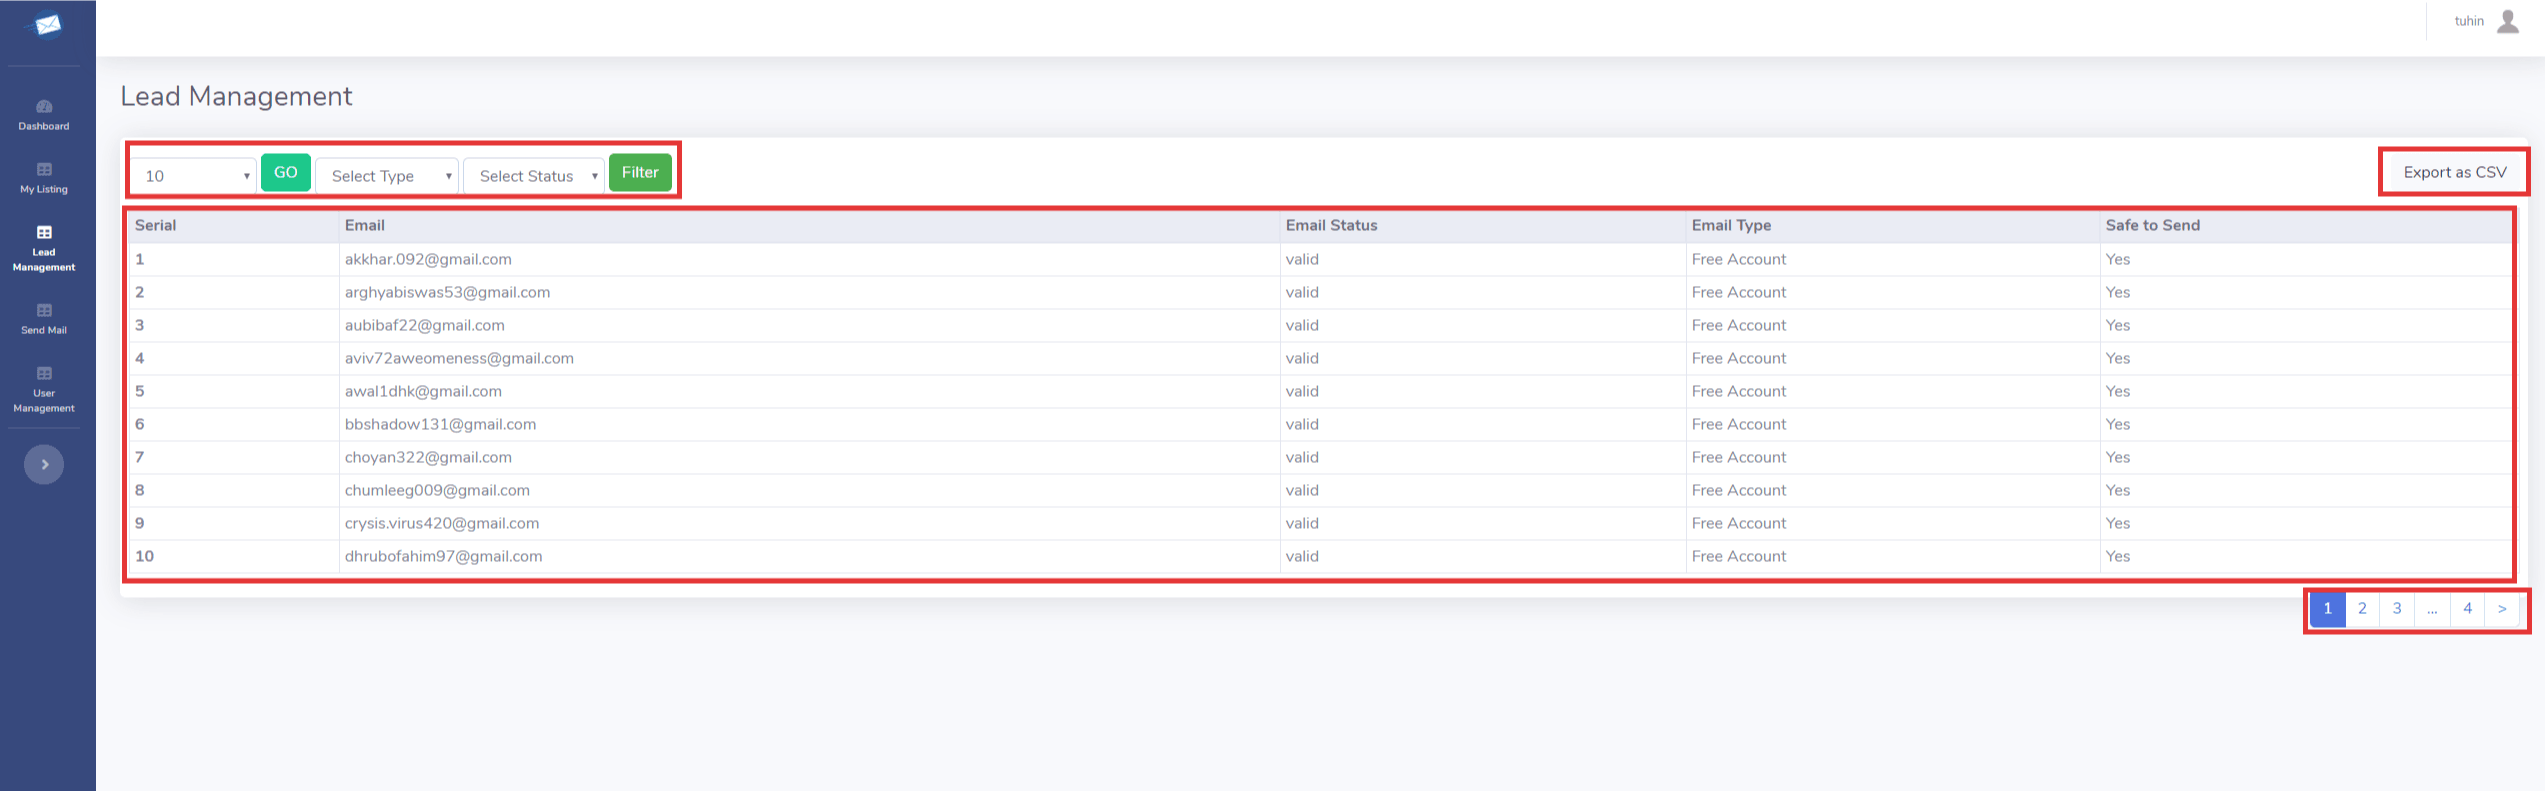 tuhin
Dashboard
My Listing
Lead
Management
Send Mail
User
Management
Lead Management
10 GO Select Type Select Status Filter Export as CSV
Serial Email Email Status Email Type Safe to Send
1 akkhar.092@gmail.com valid Free Account Yes
2 arghyabiswas53@gmail.com valid Free Account Yes
3 aubibaf22@gmail.com valid Free Account Yes
4 aviv72aweomeness@gmail.com valid Free Account Yes
5 awal1dhk@gmail.com valid Free Account Yes
6 bbshadow131@gmail.com valid Free Account Yes
7 choyan322@gmail.com valid Free Account Yes
8 chumleeg009@gmail.com valid Free Account Yes
9 crysis.virus420@gmail.com valid Free Account Yes
10 dhrubofahim97@gmail.com valid Free Account Yes
1 2 3 ... 4 >